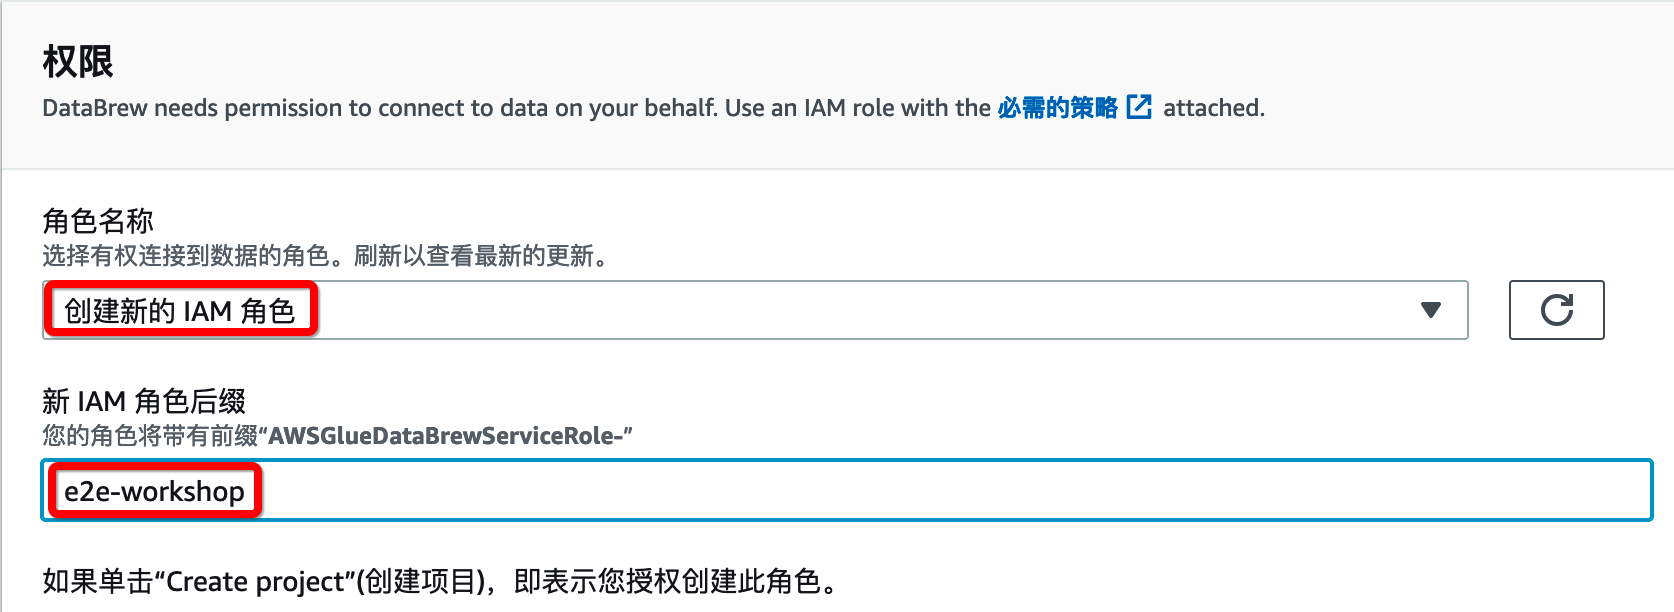 权限
DataBrew needs permission to connect to data on your behalf. Use an IAM role with the 必需的策略 attached.
角色名称
选择有权连接到数据的角色。刷新以查看最新的更新。
创建新的 IAM 角色
新 IAM 角色后缀
您的角色将带有前缀“AWSGlueDataBrewServiceRole-”
e2e-workshop
如果单击“Create project”(创建项目)，即表示您授权创建此角色。